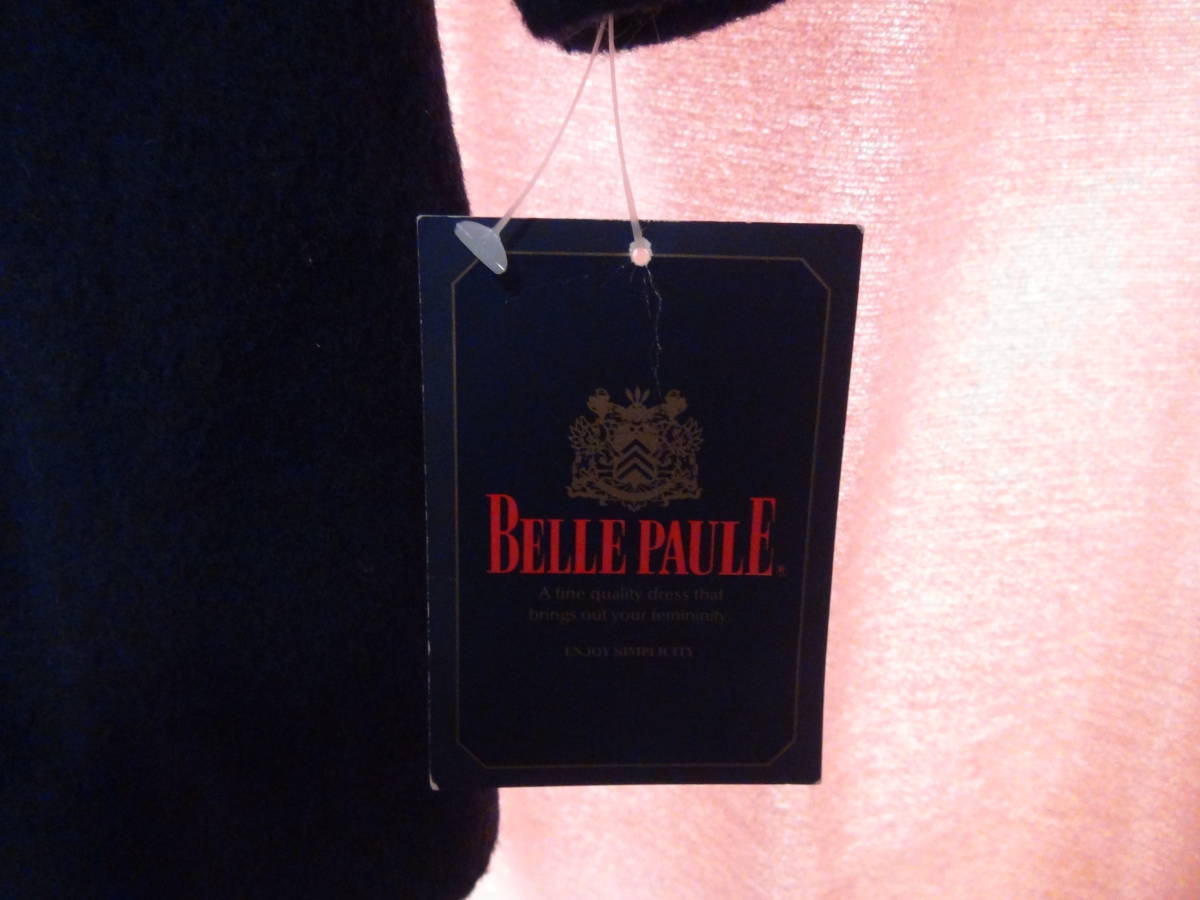 BELLE PAULE®
A fine quality dress that
brings out your femininity.
ENJOY SIMPLICITY